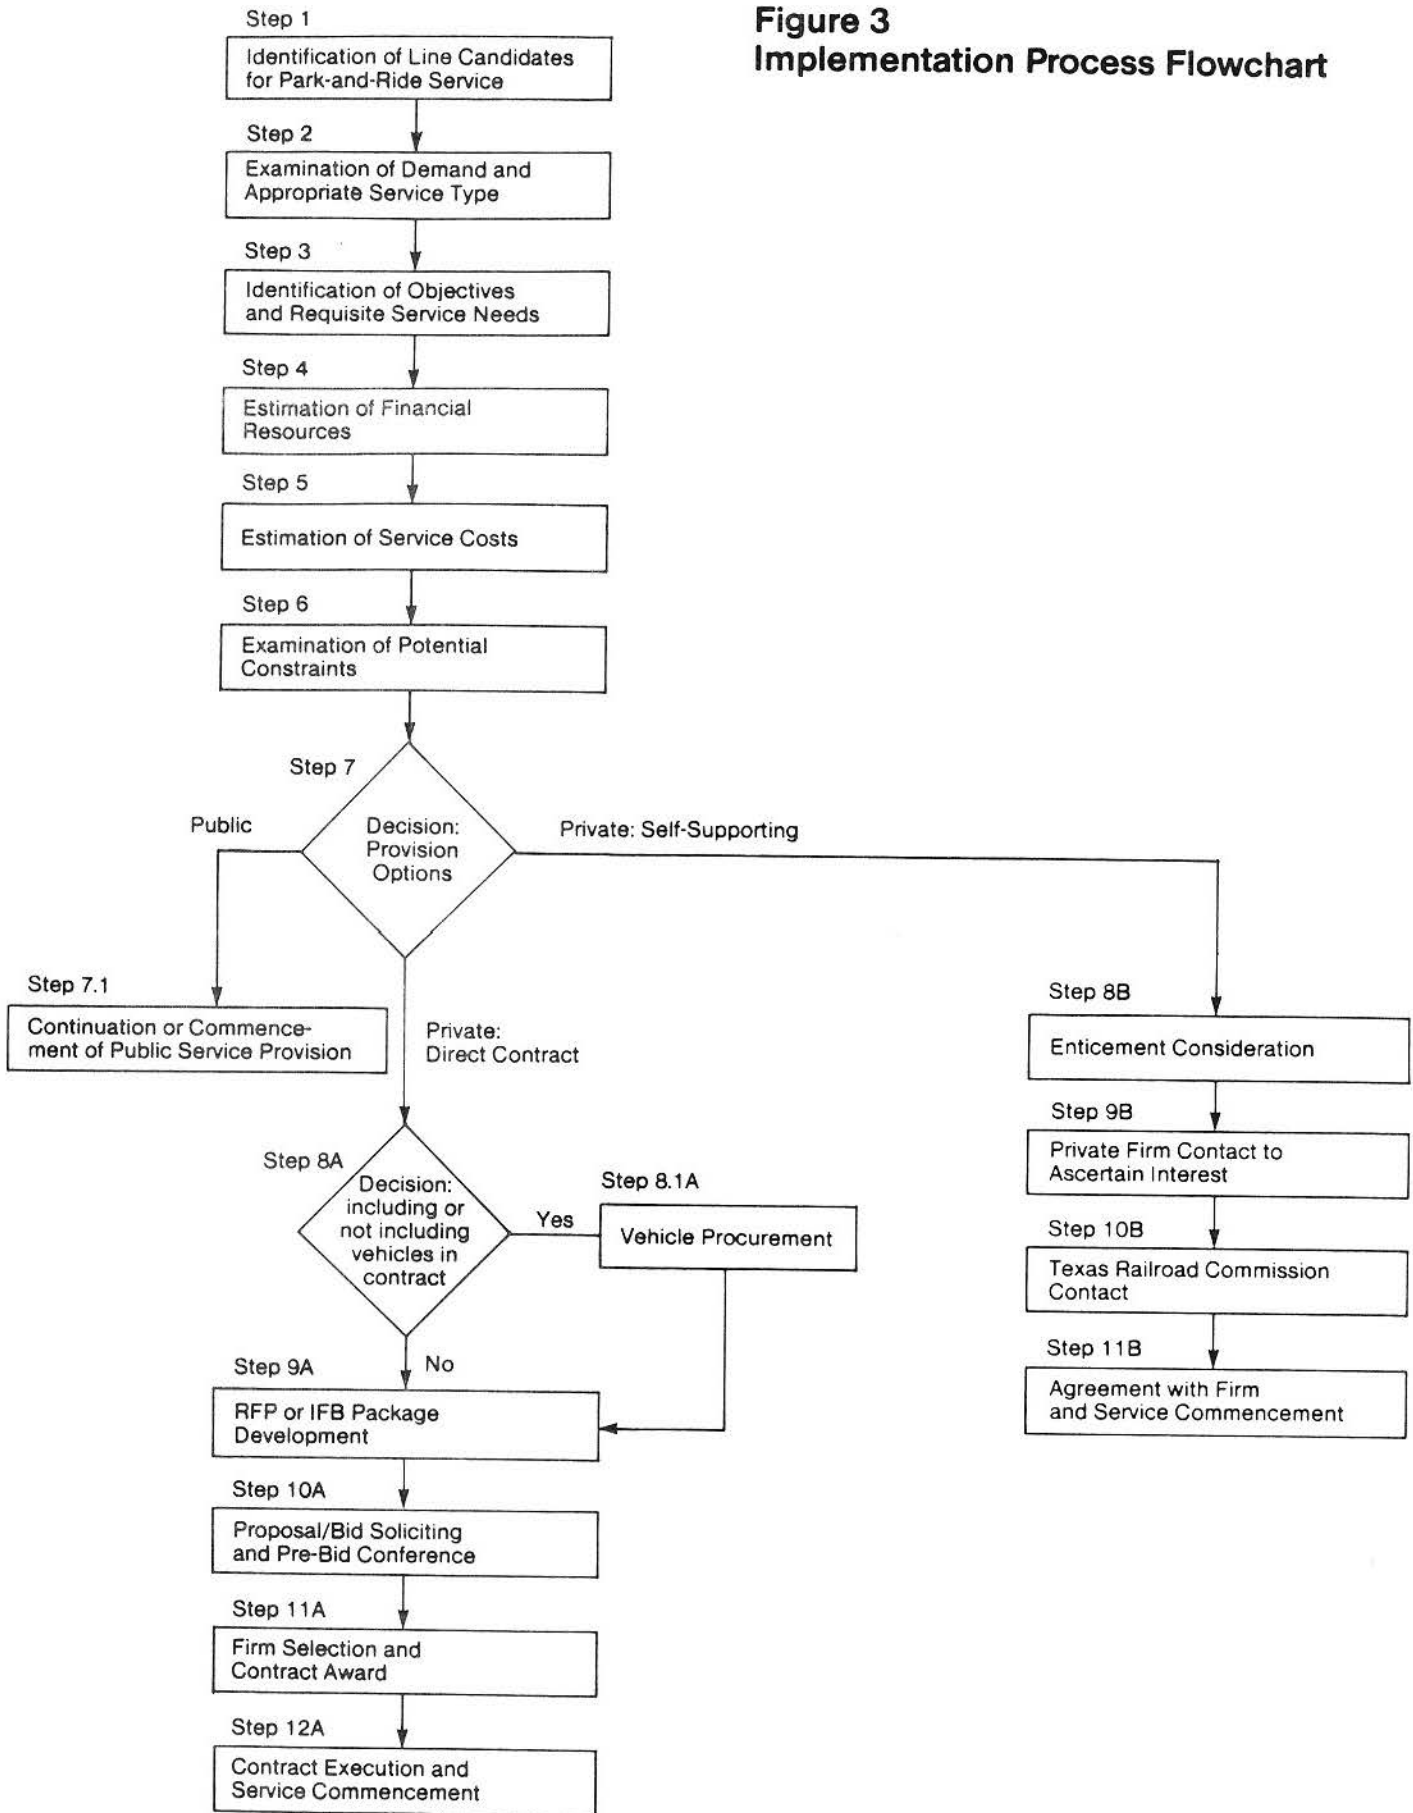 Figure 3
Implementation Process Flowchart
Step 1
Identification of Line Candidates
for Park-and-Ride Service
Step 2
Examination of Demand and
Appropriate Service Type
Step 3
Identification of Objectives
and Requisite Service Needs
Step 4
Estimation of Financial
Resources
Step 5
Estimation of Service Costs
Step 6
Examination of Potential
Constraints
Step 7
Decision:
Provision
Options
Public
Private: Self-Supporting
Step 7.1
Continuation or Commence-
ment of Public Service Provision
Private:
Direct Contract
Step 8A
Decision:
including or
not including
vehicles in
contract
Yes
Step 8.1A
Vehicle Procurement
No
Step 9A
RFP or IFB Package
Development
Step 10A
Proposal/Bid Soliciting
and Pre-Bid Conference
Step 11A
Firm Selection and
Contract Award
Step 12A
Contract Execution and
Service Commencement
Step 8B
Enticement Consideration
Step 9B
Private Firm Contact to
Ascertain Interest
Step 10B
Texas Railroad Commission
Contact
Step 11B
Agreement with Firm
and Service Commencement